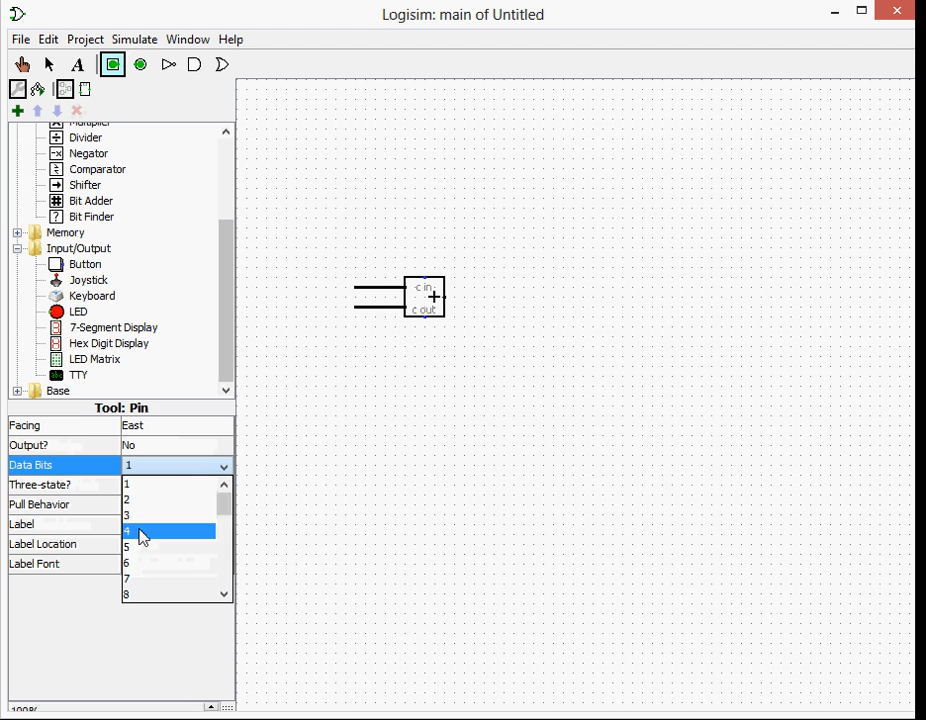 Logisim: main of Untitled
File Edit Project Simulate Window Help
A
Multiplier
Divider
Negator
Comparator
Shifter
Bit Adder
Bit Finder
Memory
Input/Output
Button
Joystick
Keyboard
LED
7-Segment Display
Hex Digit Display
LED Matrix
TTY
Base
Tool: Pin
Facing East
Output? No
Data Bits 1
Three-state?
Pull Behavior
Label
Label Location
Label Font
1
2
3
4
5
6
7
8
c in
+
c out
100%